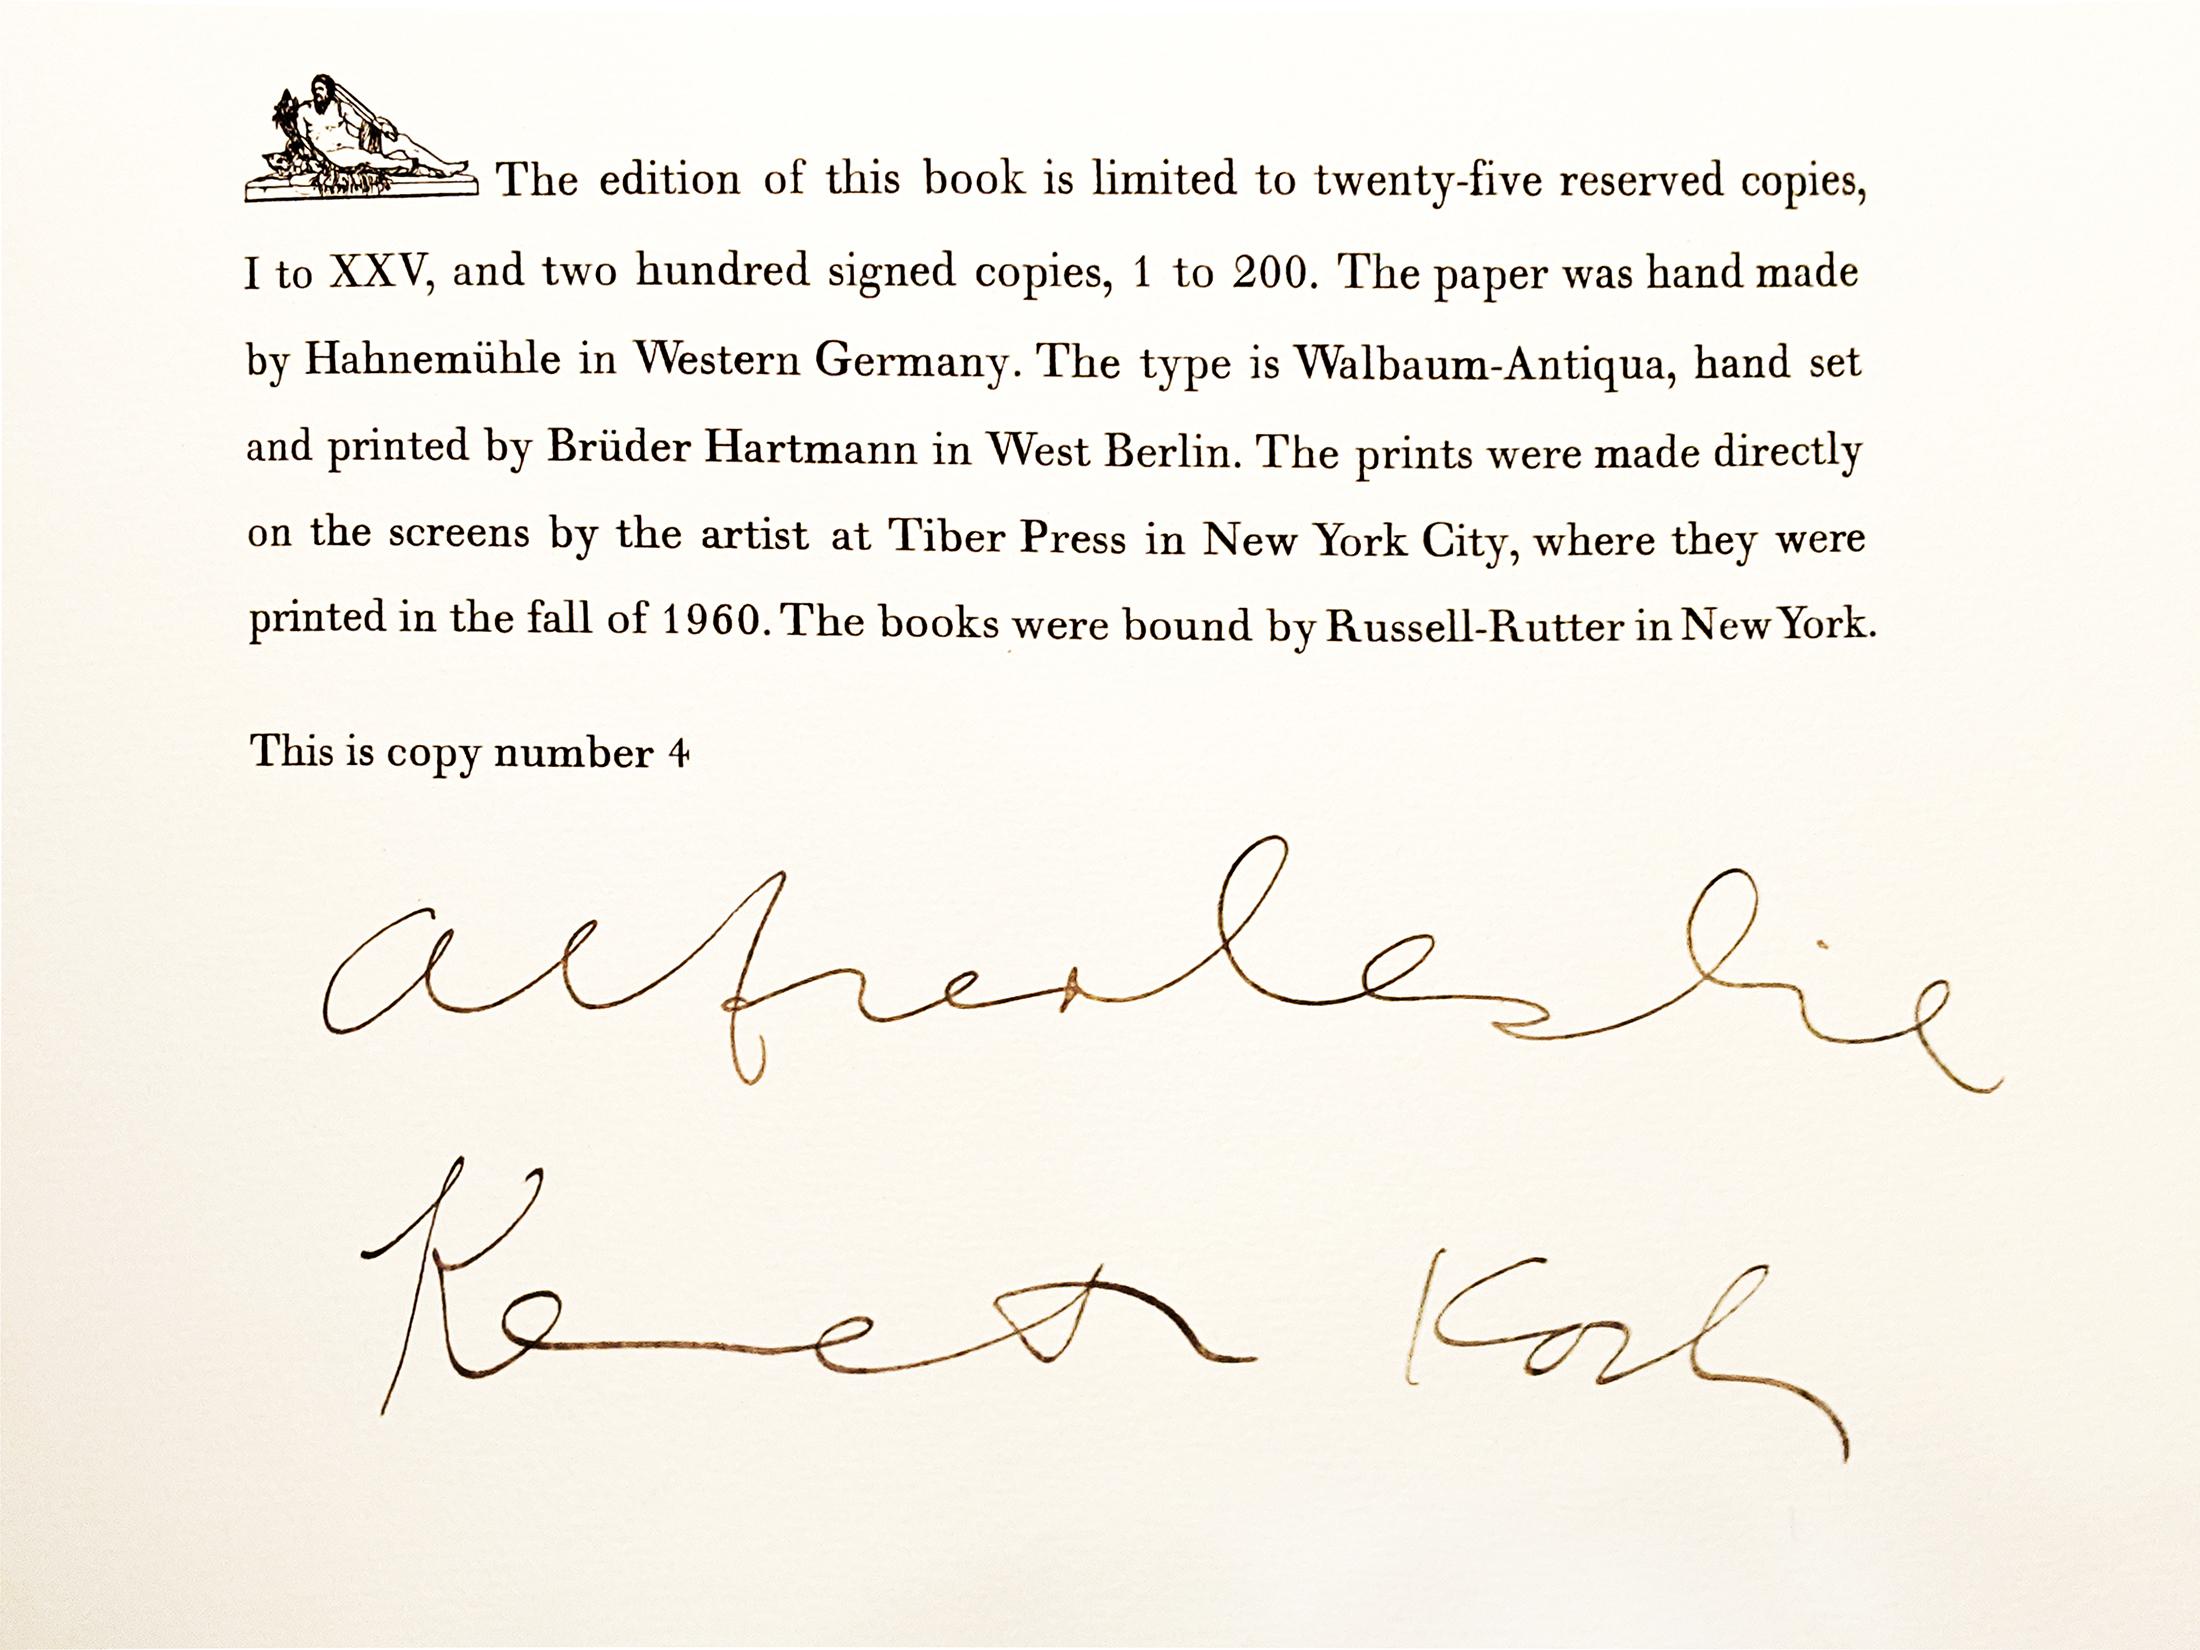 The edition of this book is limited to twenty-five reserved copies,
I to XXV, and two hundred signed copies, 1 to 200. The paper was hand made
by Hahnemühle in Western Germany. The type is Walbaum-Antiqua, hand set
and printed by Brüder Hartmann in West Berlin. The prints were made directly
on the screens by the artist at Tiber Press in New York City, where they were
printed in the fall of 1960. The books were bound by Russell-Rutter in New York.
This is copy number 4
Alfred Leslie
Kenneth Koch